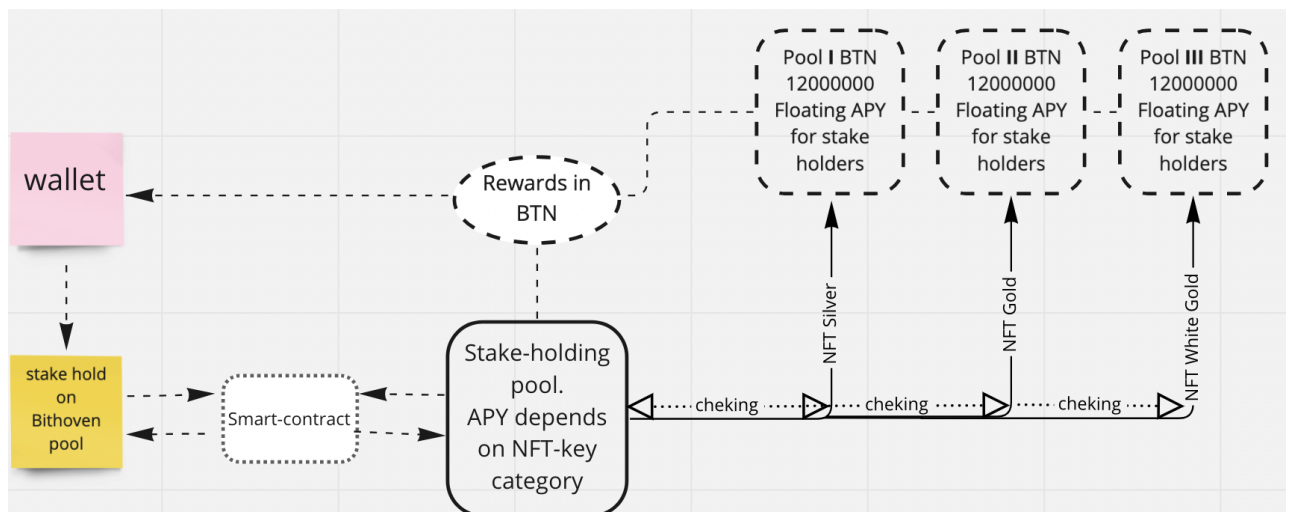 Pool I BTN
12000000
Floating APY
for stake
holders
Pool II BTN
12000000
Floating APY
for stake
holders
Pool III BTN
12000000
Floating APY
for stake
holders
wallet
Rewards in
BTN
NFT Silver
NFT Gold
NFT White Gold
stake hold
on
Bithoven
pool
Smart-contract
Stake-holding
pool.
APY depends
on NFT-key
category
cheking
cheking
cheking